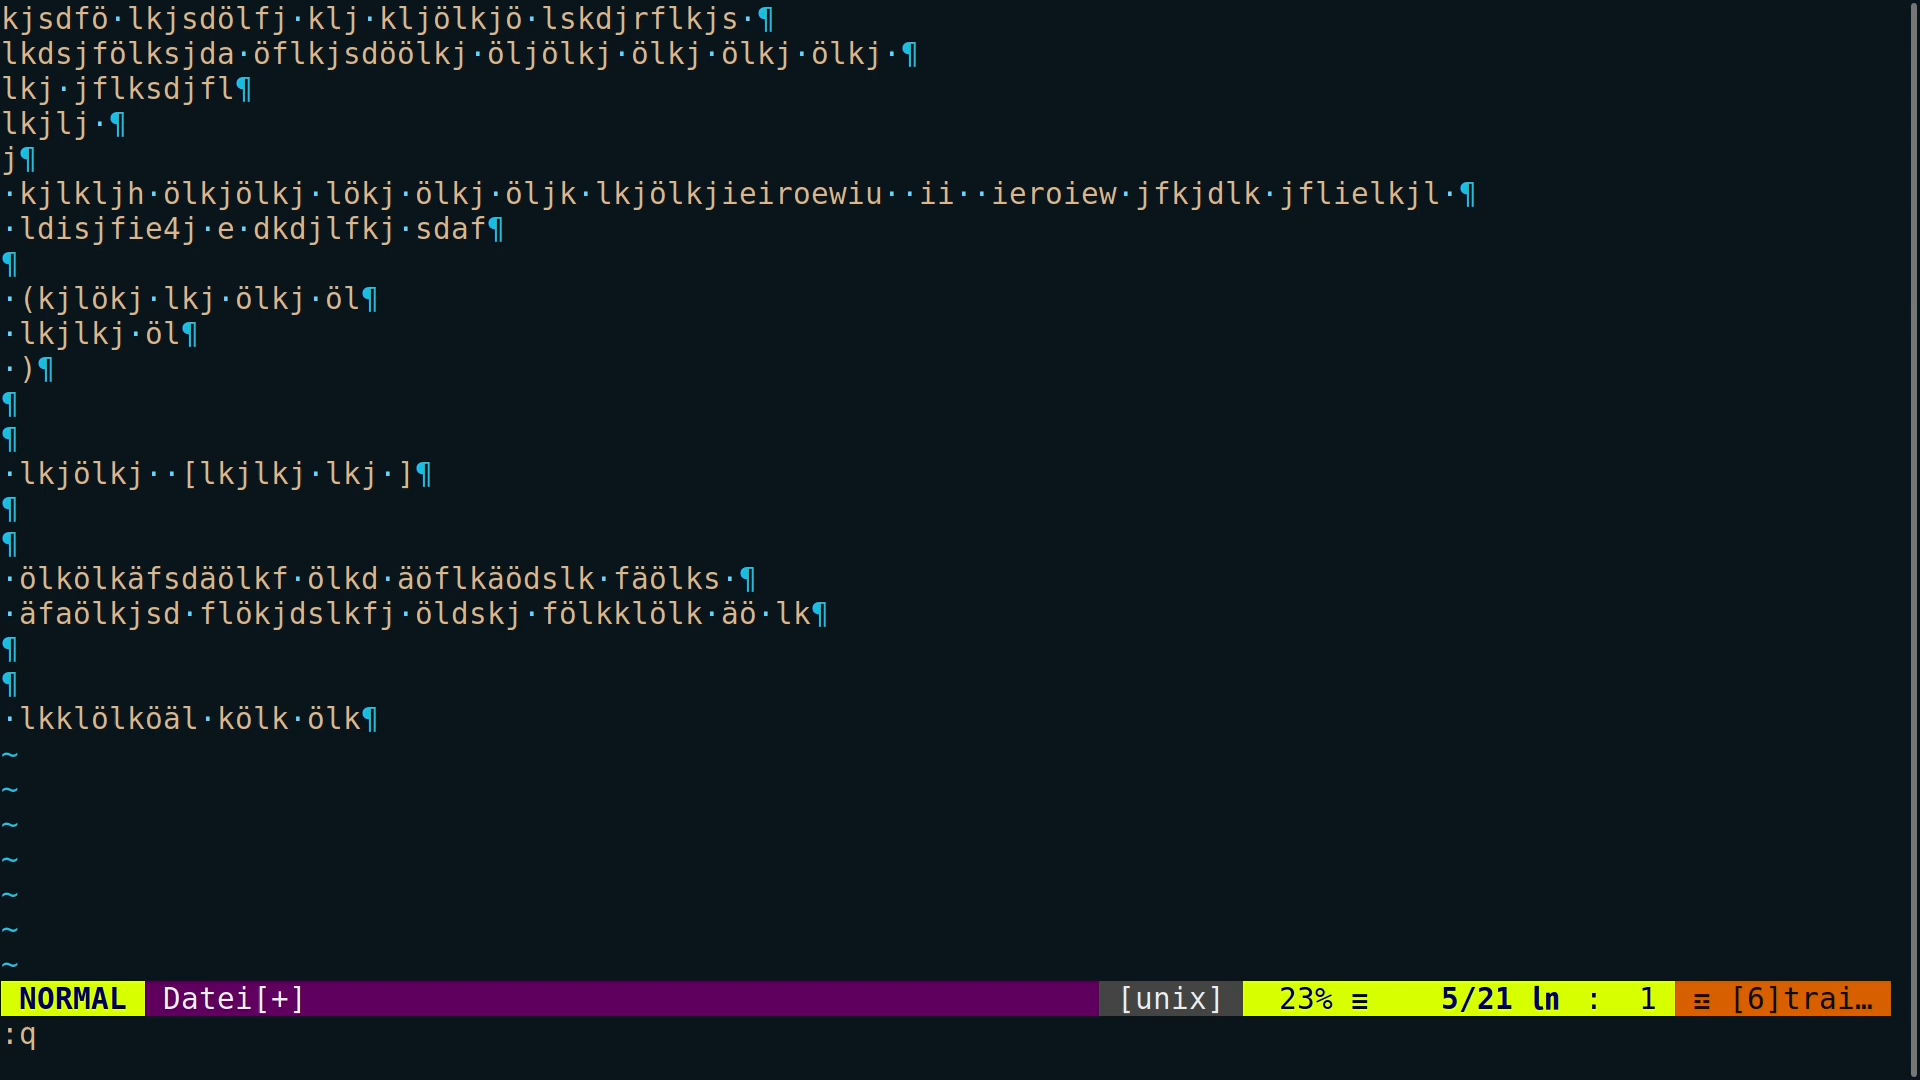 kjsdfö·lkjsdölfj·klj·kljölkjö·lskdjrflkjs·¶
lkdsjfölksjda·öflkjsdöölkj·öljölkj·ölkj·ölkj·ölkj·¶
lkj·jflksdjfl¶
lkjlj·¶
j¶
·kjlkljh·ölkjölkj·lökj·ölkj·öljk·lkjölkjieiroewiu··ii··ieroiew·jfkjdlk·jflielkjl·¶
·ldisjfie4j·e·dkdjlfkj·sdaf¶
¶
·(kjlökj·lkj·ölkj·öl¶
·lkjlkj·öl¶
·)¶
¶
¶
·lkjölkj··[lkjlkj·lkj·]¶
¶
¶
·ölkölkäfsdäölkf·ölkd·äöflkäödslk·fäölks·¶
·äfaölkjsd·flökjdslkfj·öldskj·fölkklölk·äö·lk¶
¶
¶
·lkklölköäl·kölk·ölk¶
~
~
~
~
~
~
~
NORMAL Datei[+] [unix] 23% ≡ 5/21 ln : 1 Ξ [6]trai…
:q